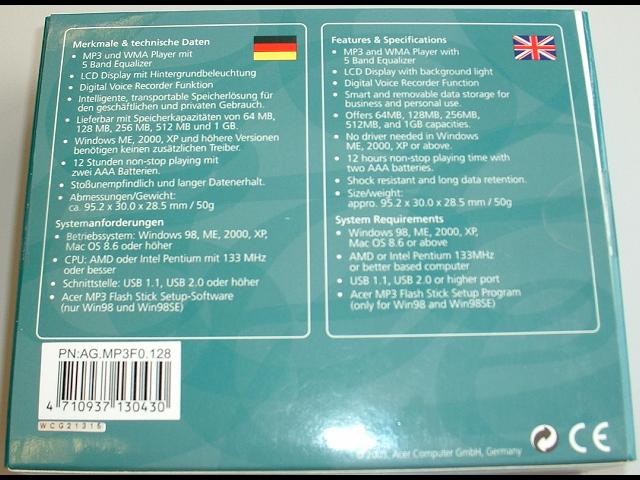 Merkmale & technische Daten
• MP3 und WMA Player mit
5 Band Equalizer
• LCD Display mit Hintergrundbeleuchtung
• Digital Voice Recorder Funktion
• Intelligente, transportable Speicherlösung für
den geschäftlichen und privaten Gebrauch.
• Lieferbar mit Speicherkapazitäten von 64 MB,
128 MB, 256 MB, 512 MB und 1 GB.
• Windows ME, 2000, XP und höhere Versionen
benötigen keinen zusätzlichen Treiber.
• 12 Stunden non-stop playing mit
zwei AAA Batterien.
• Stoßunempfindlich und langer Datenerhalt.
• Abmessungen/Gewicht:
ca. 95.2 x 30.0 x 28.5 mm / 50g
Systemanforderungen
• Betriebssystem: Windows 98, ME, 2000, XP,
Mac OS 8.6 oder höher
• CPU: AMD oder Intel Pentium mit 133 MHz
oder besser
• Schnittstelle: USB 1.1, USB 2.0 oder höher
• Acer MP3 Flash Stick Setup-Software
(nur Win98 und Win98SE)
Features & Specifications
• MP3 and WMA Player with
5 Band Equalizer
• LCD Display with background light
• Digital Voice Recorder Function
• Smart and removable data storage for
business and personal use.
• Offers 64MB, 128MB, 256MB,
512MB, and 1GB capacities.
• No driver needed in Windows
ME, 2000, XP or above.
• 12 hours non-stop playing time with
two AAA batteries.
• Shock resistant and long data retention.
• Size/weight:
appro. 95.2 x 30.0 x 28.5 mm / 50g
System Requirements
• Windows 98, ME, 2000, XP,
Mac OS 8.6 or above
• AMD or Intel Pentium 133MHz
or better based computer
• USB 1.1, USB 2.0 or higher port
• Acer MP3 Flash Stick Setup Program
(only for Win98 and Win98SE)
PN:AG.MP3F0.128
4 710937 130430
WCG21315
© 2005, Acer Computer GmbH, Germany
CE